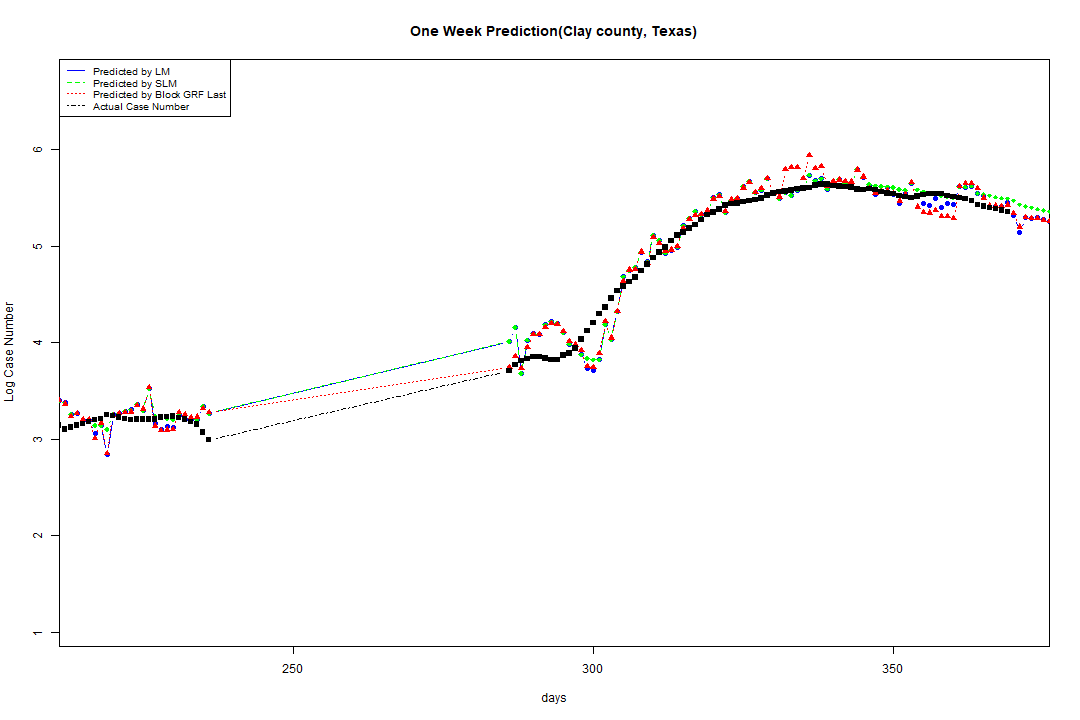 One Week Prediction(Clay county, Texas)
Predicted by LM
Predicted by SLM
Predicted by Block GRF Last
Actual Case Number
6
5
4
3
2
1
Log Case Number
250 300 350
days